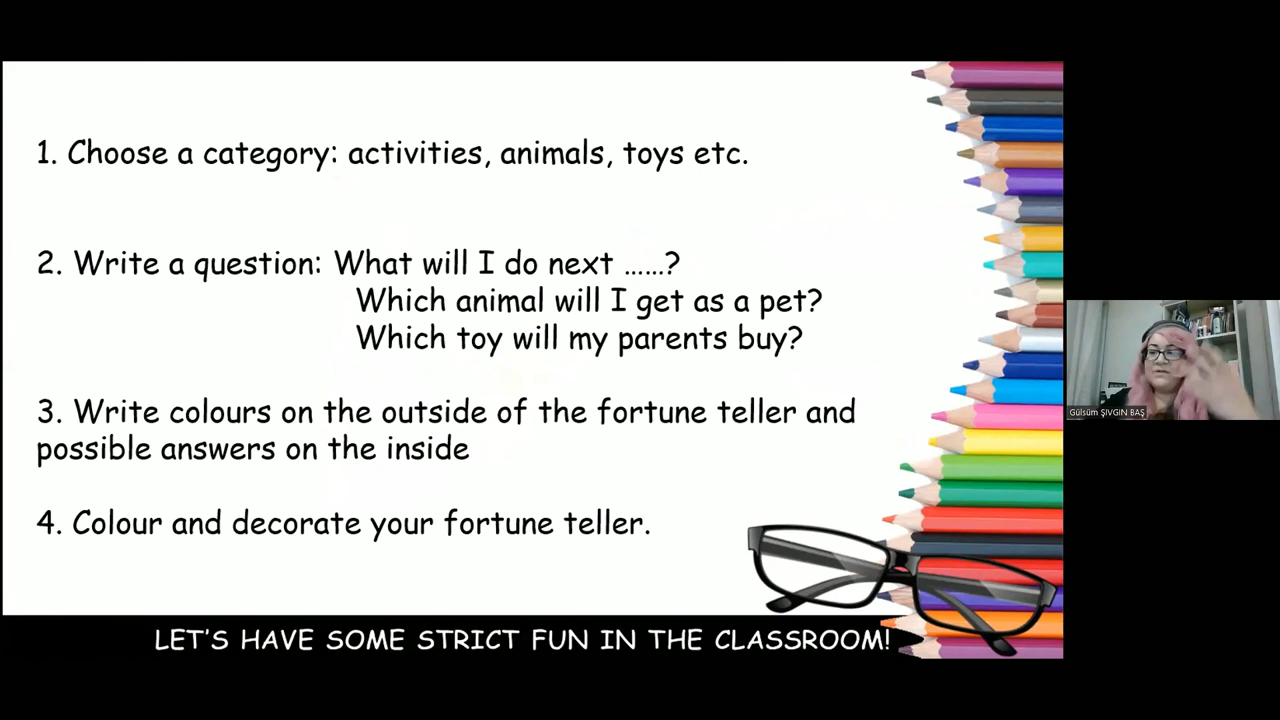 1. Choose a category: activities, animals, toys etc.
2. Write a question: What will I do next ......?
Which animal will I get as a pet?
Which toy will my parents buy?
3. Write colours on the outside of the fortune teller and
possible answers on the inside
4. Colour and decorate your fortune teller.
LET'S HAVE SOME STRICT FUN IN THE CLASSROOM!
Gülsüm ŞIVGIN BAŞ